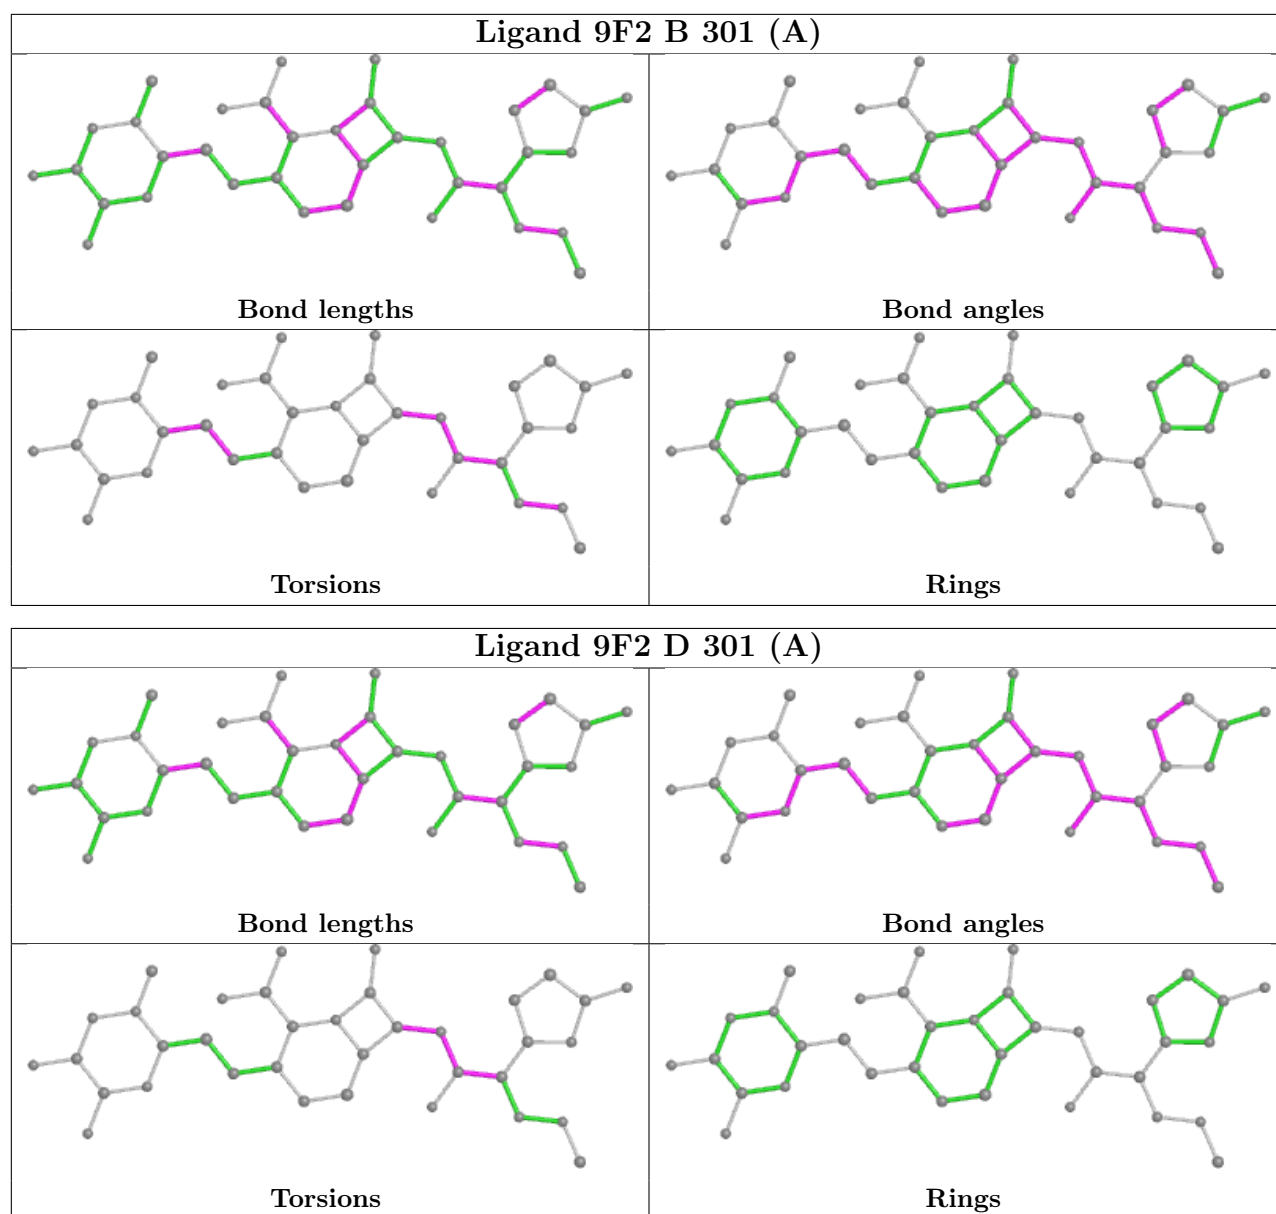 Ligand 9F2 B 301 (A)
Bond lengths
Bond angles
Torsions
Rings
Ligand 9F2 D 301 (A)
Bond lengths
Bond angles
Torsions
Rings